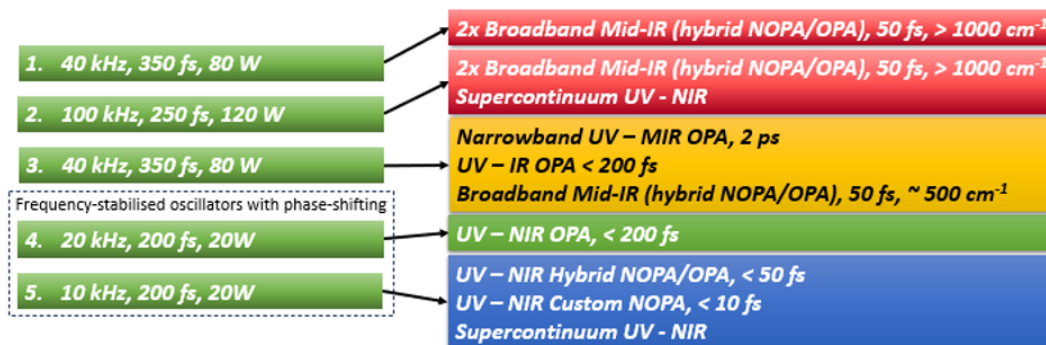 1. 40 kHz, 350 fs, 80 W
2. 100 kHz, 250 fs, 120 W
3. 40 kHz, 350 fs, 80 W
Frequency-stabilised oscillators with phase-shifting
4. 20 kHz, 200 fs, 20W
5. 10 kHz, 200 fs, 20W
2x Broadband Mid-IR (hybrid NOPA/OPA), 50 fs, > 1000 cm⁻¹
2x Broadband Mid-IR (hybrid NOPA/OPA), 50 fs, > 1000 cm⁻¹
Supercontinuum UV - NIR
Narrowband UV – MIR OPA, 2 ps
UV – IR OPA < 200 fs
Broadband Mid-IR (hybrid NOPA/OPA), 50 fs, ~ 500 cm⁻¹
UV – NIR OPA, < 200 fs
UV – NIR Hybrid NOPA/OPA, < 50 fs
UV – NIR Custom NOPA, < 10 fs
Supercontinuum UV - NIR